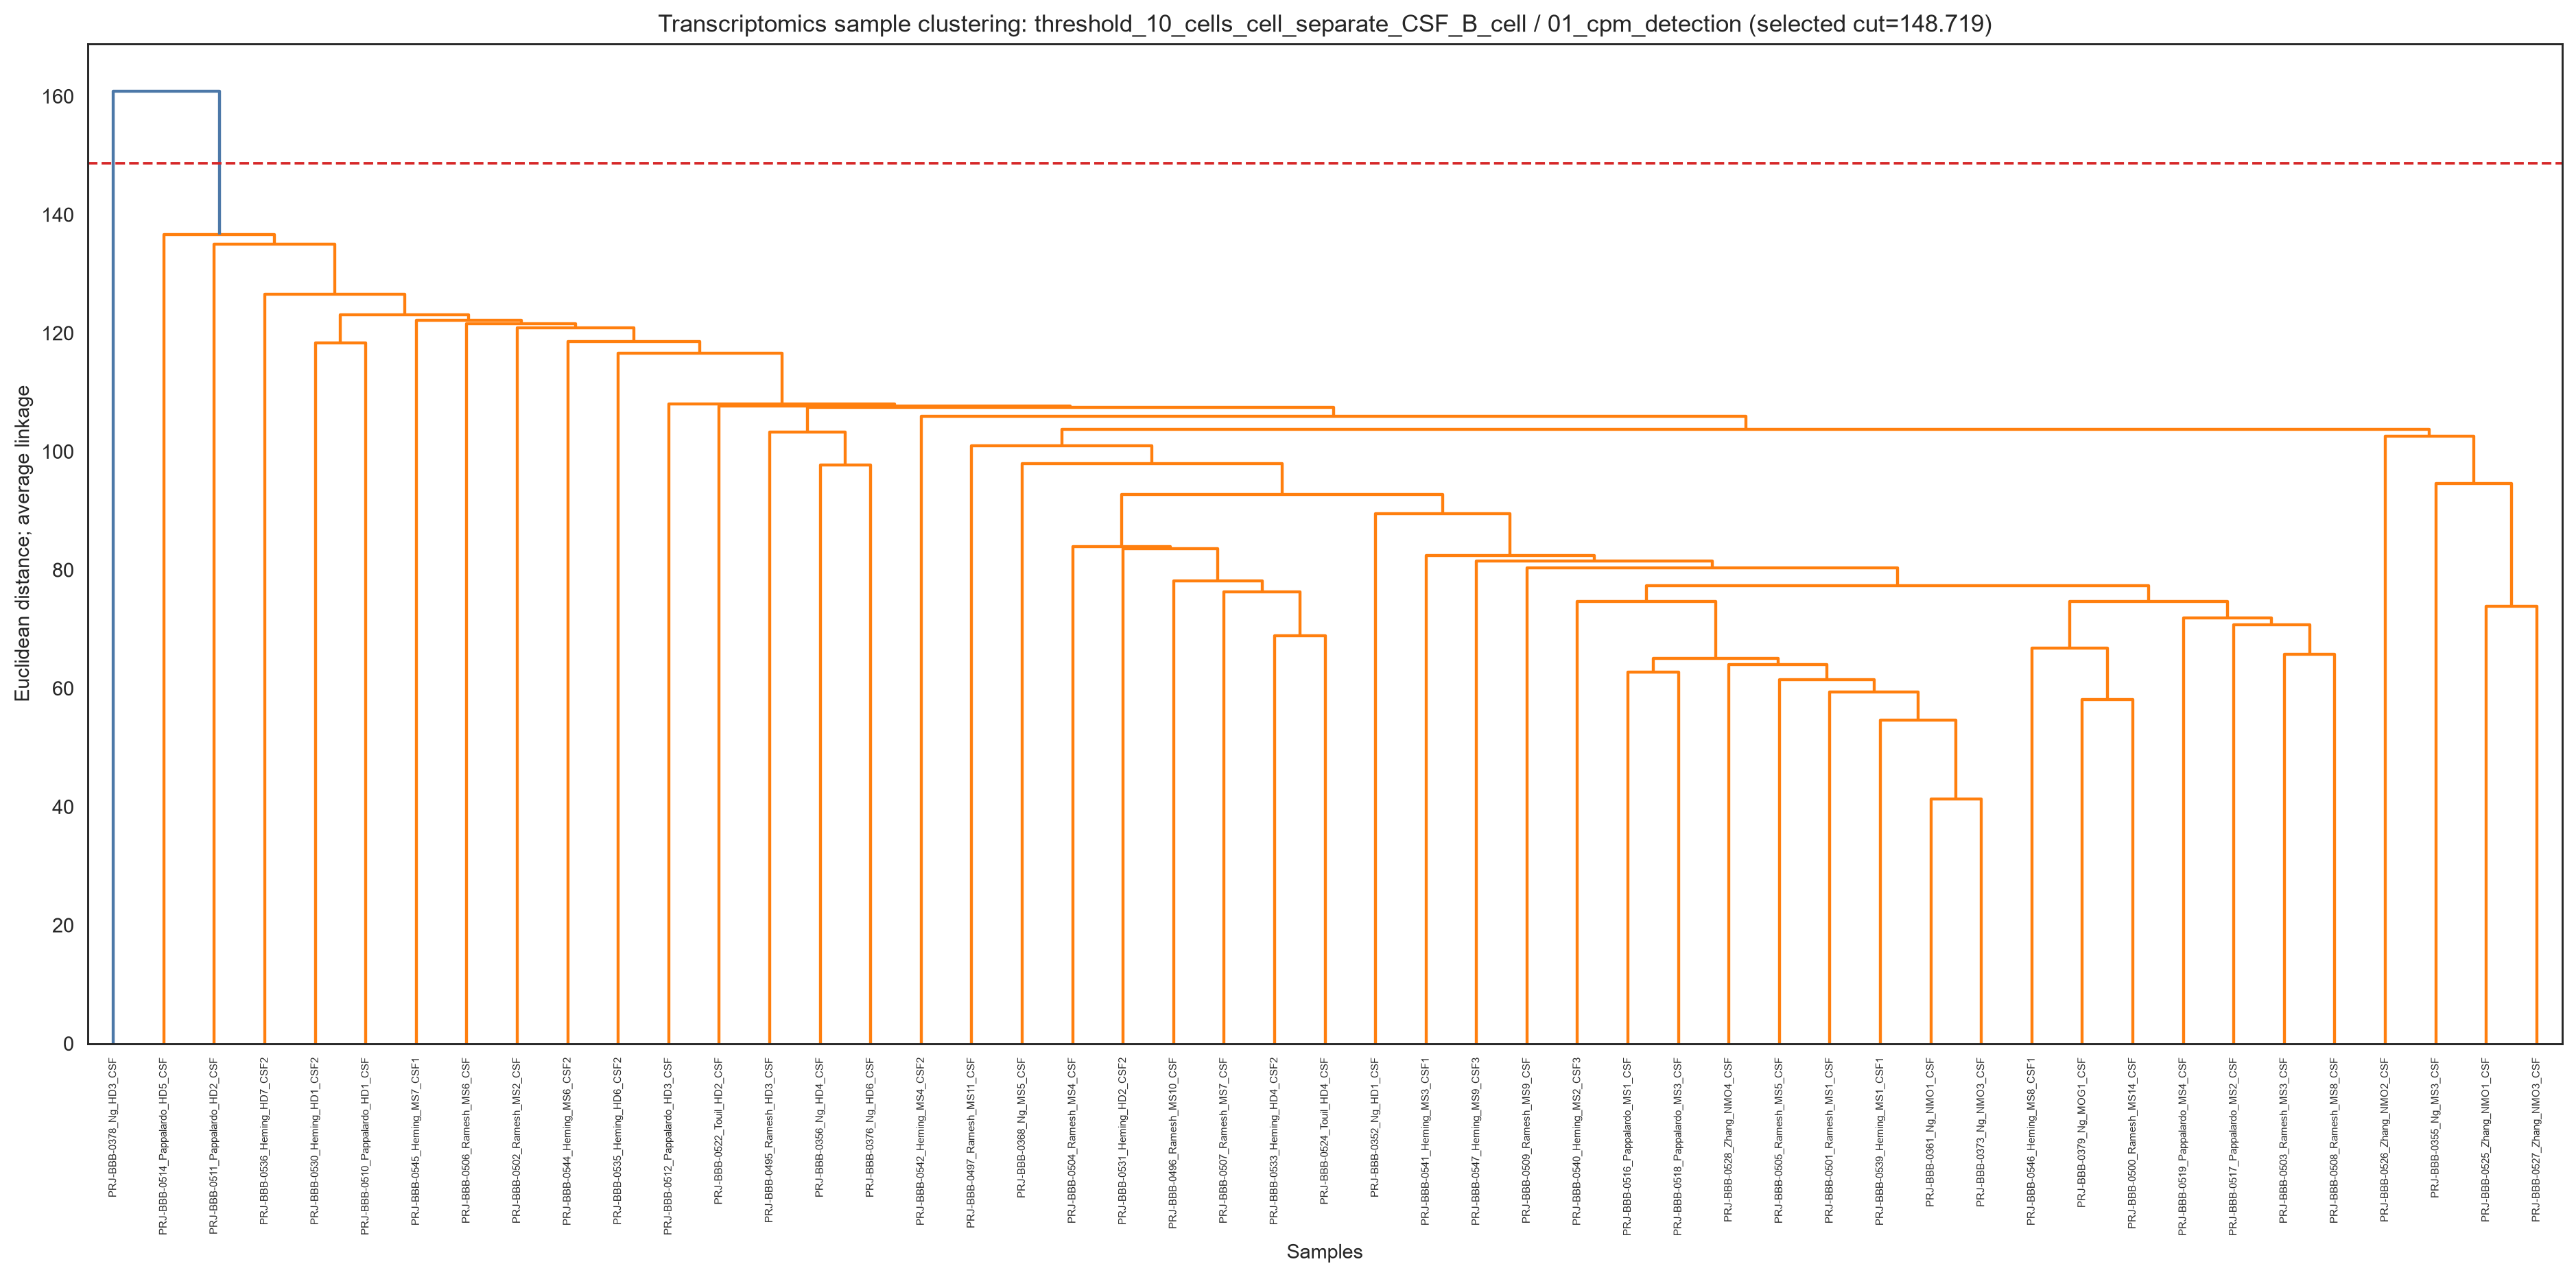 Transcriptomics sample clustering: threshold_10_cells_cell_separate_CSF_B_cell / 01_cpm_detection (selected cut=148.719)
160
140
120
100
80
60
40
20
0
Euclidean distance; average linkage
PRJ-BBB-0378_Ng_HD3_CSF
PRJ-BBB-0514_Pappalardo_HD5_CSF
PRJ-BBB-0511_Pappalardo_HD2_CSF
PRJ-BBB-0536_Heming_HD7_CSF2
PRJ-BBB-0530_Heming_HD1_CSF2
PRJ-BBB-0510_Pappalardo_HD1_CSF
PRJ-BBB-0545_Heming_MS7_CSF1
PRJ-BBB-0506_Ramesh_MS6_CSF
PRJ-BBB-0502_Ramesh_MS2_CSF
PRJ-BBB-0544_Heming_MS6_CSF2
PRJ-BBB-0535_Heming_HD6_CSF2
PRJ-BBB-0512_Pappalardo_HD3_CSF
PRJ-BBB-0522_Touil_HD2_CSF
PRJ-BBB-0495_Ramesh_HD3_CSF
PRJ-BBB-0356_Ng_HD4_CSF
PRJ-BBB-0376_Ng_HD6_CSF
PRJ-BBB-0542_Heming_MS4_CSF2
PRJ-BBB-0497_Ramesh_MS11_CSF
PRJ-BBB-0368_Ng_MS5_CSF
PRJ-BBB-0504_Ramesh_MS4_CSF
PRJ-BBB-0531_Heming_HD2_CSF2
PRJ-BBB-0496_Ramesh_MS10_CSF
PRJ-BBB-0507_Ramesh_MS7_CSF
PRJ-BBB-0533_Heming_HD4_CSF2
PRJ-BBB-0524_Touil_HD4_CSF
PRJ-BBB-0352_Ng_HD1_CSF
PRJ-BBB-0541_Heming_MS3_CSF1
PRJ-BBB-0547_Heming_MS9_CSF3
PRJ-BBB-0509_Ramesh_MS9_CSF
PRJ-BBB-0540_Heming_MS2_CSF3
PRJ-BBB-0516_Pappalardo_MS1_CSF
PRJ-BBB-0518_Pappalardo_MS3_CSF
PRJ-BBB-0528_Zhang_NMO4_CSF
PRJ-BBB-0505_Ramesh_MS5_CSF
PRJ-BBB-0501_Ramesh_MS1_CSF
PRJ-BBB-0539_Heming_MS1_CSF1
PRJ-BBB-0361_Ng_NMO1_CSF
PRJ-BBB-0373_Ng_NMO3_CSF
PRJ-BBB-0546_Heming_MS8_CSF1
PRJ-BBB-0379_Ng_MOG1_CSF
PRJ-BBB-0500_Ramesh_MS14_CSF
PRJ-BBB-0519_Pappalardo_MS4_CSF
PRJ-BBB-0517_Pappalardo_MS2_CSF
PRJ-BBB-0503_Ramesh_MS3_CSF
PRJ-BBB-0508_Ramesh_MS8_CSF
PRJ-BBB-0526_Zhang_NMO2_CSF
PRJ-BBB-0355_Ng_MS3_CSF
PRJ-BBB-0525_Zhang_NMO1_CSF
PRJ-BBB-0527_Zhang_NMO3_CSF
Samples